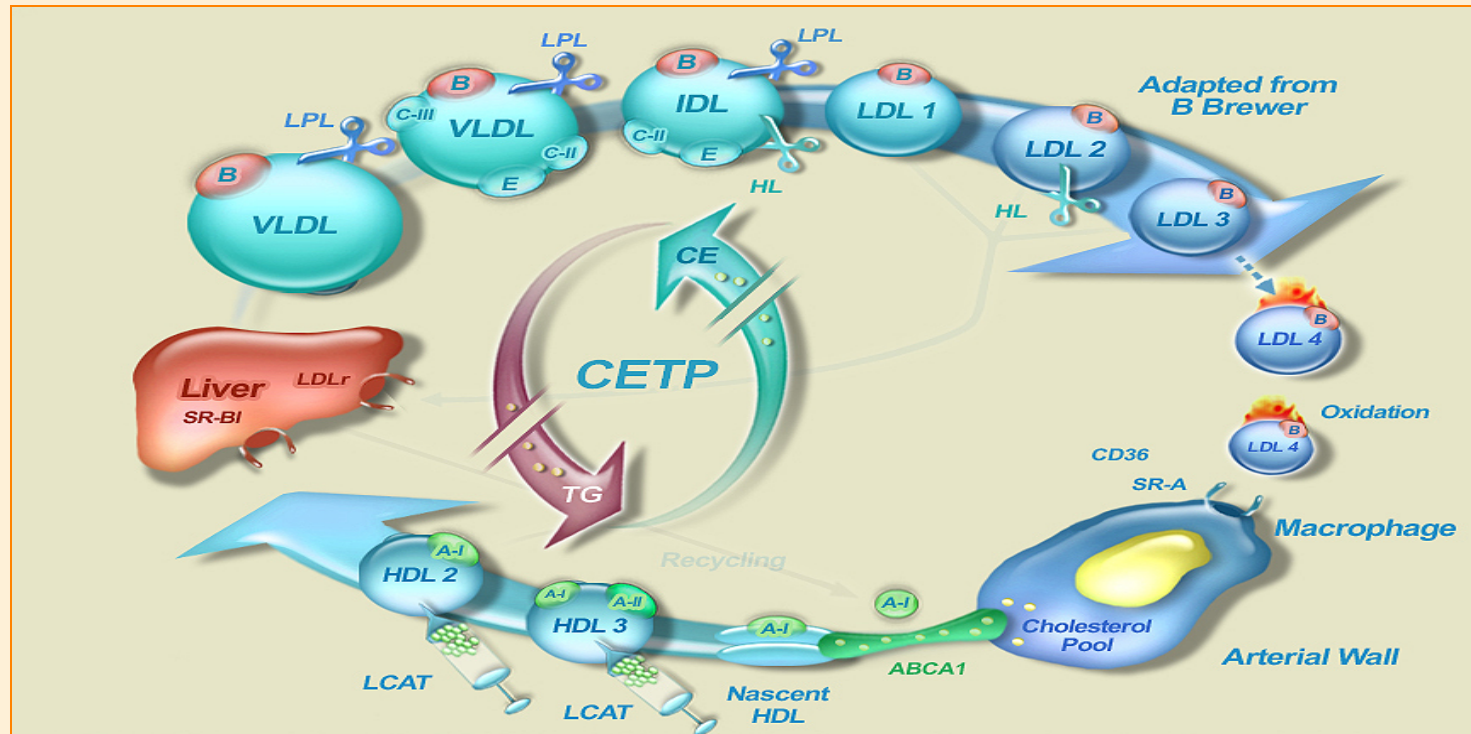 LPL
LPL
LPL
B
B
B
B
C-III
VLDL
C-II
E
IDL
C-II
E
HL
LDL 1
Adapted from
B Brewer
B
LDL 2
HL
B
LDL 3
B
VLDL
CE
CETP
TG
Liver
LDLr
SR-BI
B
LDL 4
Oxidation
B
LDL 4
CD36
SR-A
Macrophage
Recycling
A-I
HDL 2
A-I
A-II
HDL 3
A-I
A-I
ABCA1
Cholesterol
Pool
Arterial Wall
LCAT
LCAT
Nascent
HDL